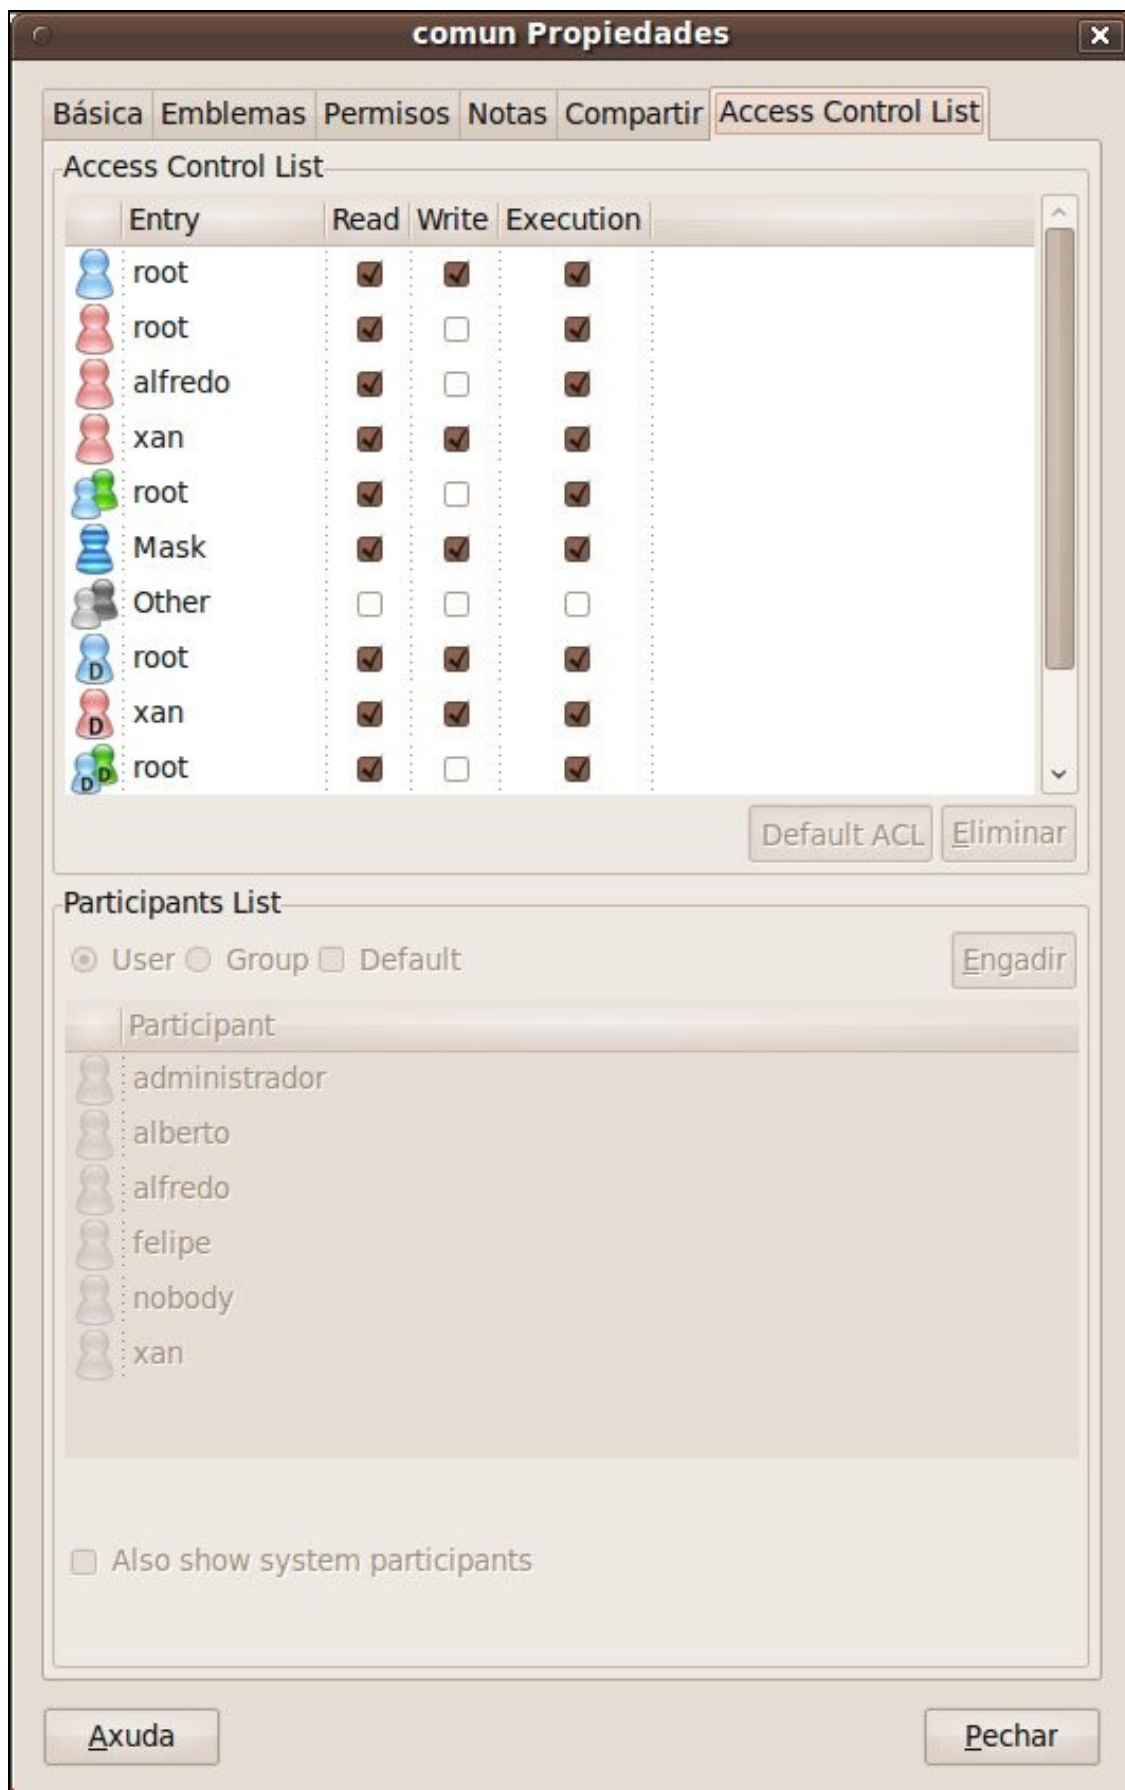 comun Propiedades
Básica Emblemas Permisos Notas Compartir Access Control List
Access Control List
Entry Read Write Execution
root
root
alfredo
xan
root
Mask
Other
D root
D xan
D D root
Default ACL Eliminar
Participants List
User Group Default Engadir
Participant
administrador
alberto
alfredo
felipe
nobody
xan
Also show system participants
Axuda Pechar